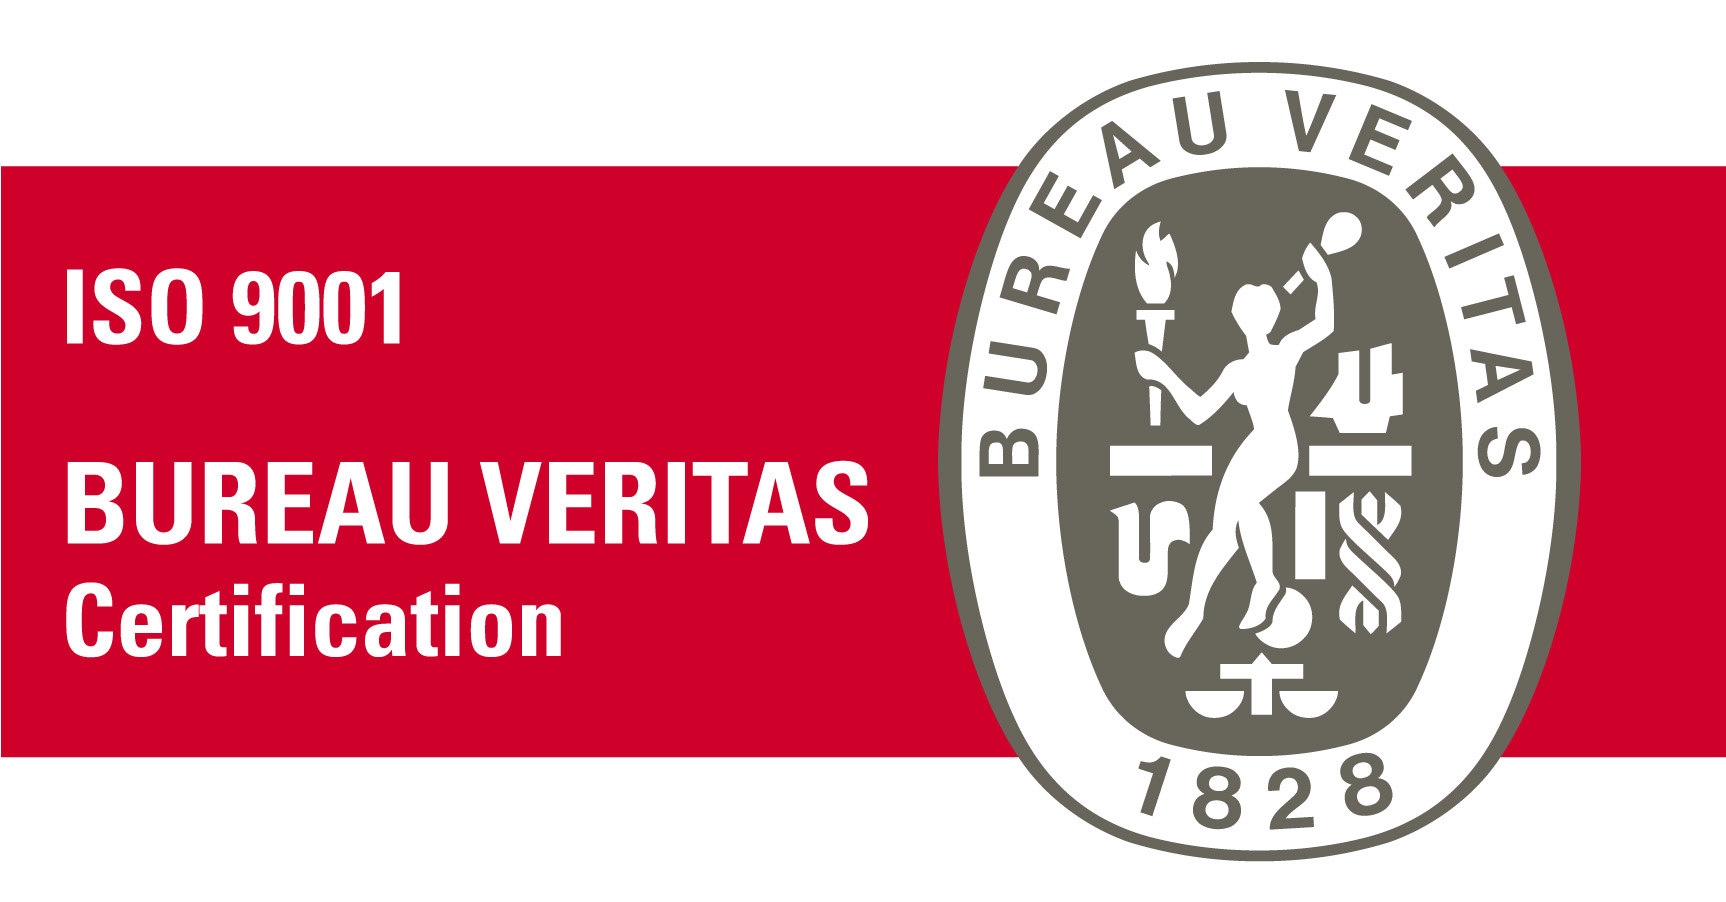 ISO 9001
BUREAU VERITAS
Certification
BUREAU VERITAS
1828